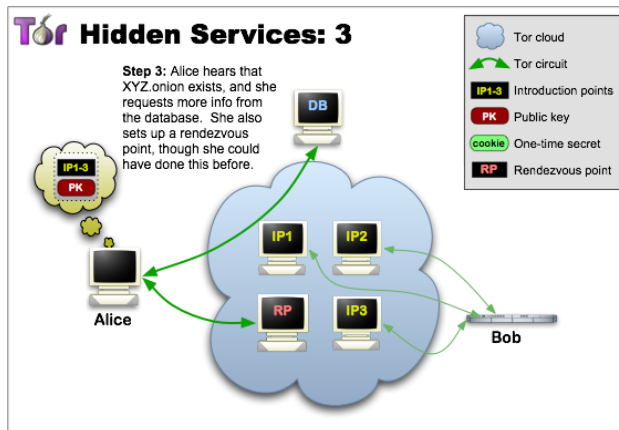 Tor Hidden Services: 3
Step 3: Alice hears that
XYZ.onion exists, and she
requests more info from
the database. She also
sets up a rendezvous
point, though she could
have done this before.
Tor cloud
Tor circuit
IP1-3 Introduction points
PK Public key
cookie One-time secret
RP Rendezvous point
DB
IP1-3
PK
IP1
IP2
RP
IP3
Alice
Bob